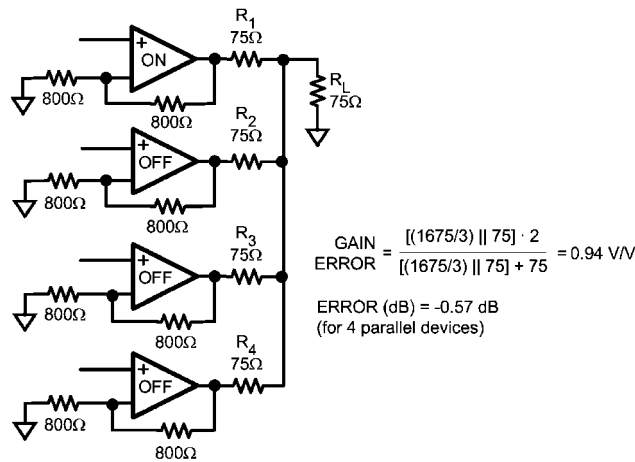 R1
75Ω
+
ON
RL
75Ω
800Ω
800Ω
R2
75Ω
+
OFF
800Ω
800Ω
R3
75Ω
+
OFF
800Ω
800Ω
R4
75Ω
+
OFF
800Ω
800Ω
GAIN ERROR = [(1675/3) || 75] · 2 / [(1675/3) || 75] + 75 = 0.94 V/V
ERROR (dB) = -0.57 dB
(for 4 parallel devices)